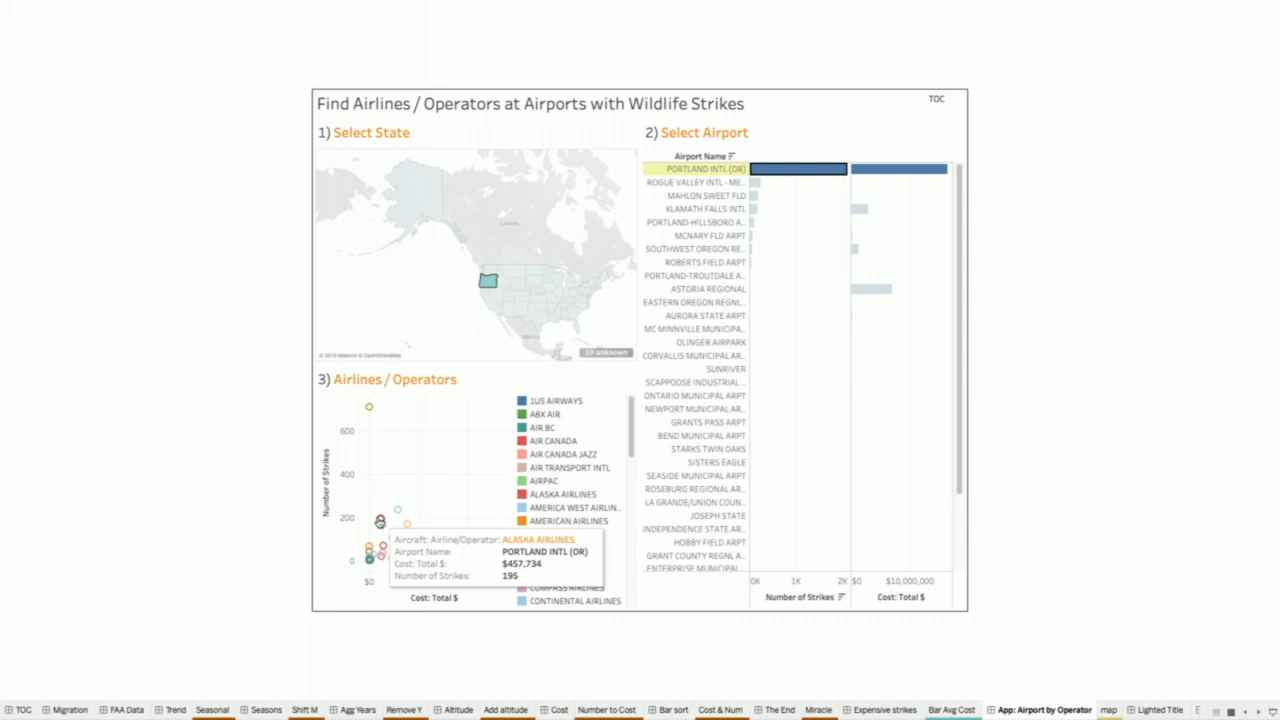 Find Airlines / Operators at Airports with Wildlife Strikes
TOC
1) Select State
Canada
Mexico
© 2019 Mapbox © OpenStreetMap
10 unknown
2) Select Airport
Airport Name
PORTLAND INTL (OR)
ROGUE VALLEY INTL - ME..
MAHLON SWEET FLD
KLAMATH FALLS INTL
PORTLAND-HILLSBORO A..
MCNARY FLD ARPT
SOUTHWEST OREGON RE..
ROBERTS FIELD ARPT
PORTLAND-TROUTDALE A..
ASTORIA REGIONAL
EASTERN OREGON REGNL..
AURORA STATE ARPT
MC MINNVILLE MUNICIPA..
OLINGER AIRPARK
CORVALLIS MUNICIPAL AR..
SUNRIVER
SCAPPOOSE INDUSTRIAL ..
ONTARIO MUNICIPAL ARPT
NEWPORT MUNICIPAL AR..
GRANTS PASS ARPT
BEND MUNICIPAL ARPT
STARKS TWIN OAKS
SISTERS EAGLE
SEASIDE MUNICIPAL ARPT
ROSEBURG REGIONAL AR..
LA GRANDE/UNION COUN..
JOSEPH STATE
INDEPENDENCE STATE AR..
HOBBY FIELD ARPT
GRANT COUNTY REGNL A..
ENTERPRISE MUNICIPAL
0K 1K 2K $0 $10,000,000
Number of Strikes Cost: Total $
3) Airlines / Operators
Number of Strikes
600
400
200
0
$0
Cost: Total $
1US AIRWAYS
ABX AIR
AIR BC
AIR CANADA
AIR CANADA JAZZ
AIR TRANSPORT INTL
AIRPAC
ALASKA AIRLINES
AMERICA WEST AIRLIN..
AMERICAN AIRLINES
COMPASS AIRLINES
CONTINENTAL AIRLINES
Aircraft: Airline/Operator: ALASKA AIRLINES
Airport Name: PORTLAND INTL (OR)
Cost: Total $: $457,734
Number of Strikes: 195
TOC Migration FAA Data Trend Seasonal Seasons Shift M Agg Years Remove Y Altitude Add altitude Cost Number to Cost Bar sort Cost & Num The End Miracle Expensive strikes Bar Avg Cost App: Airport by Operator map Lighted Title